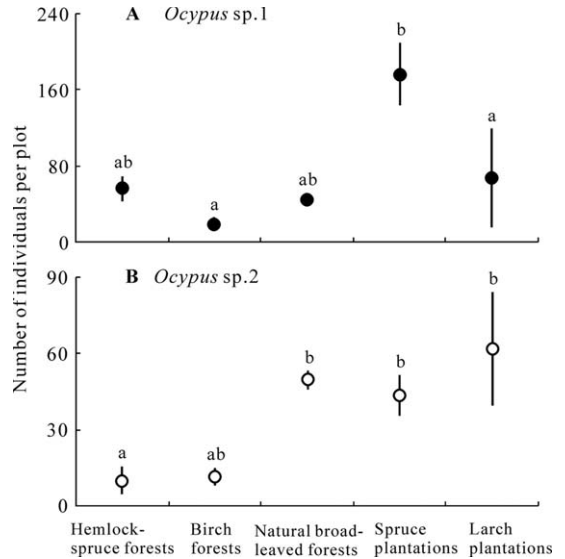 A Ocypus sp.1
240
160
80
0
ab
a
ab
b
a
B Ocypus sp.2
90
60
30
0
a
ab
b
b
b
Number of individuals per plot
Hemlock-
spruce forests
Birch
forests
Natural broad-
leaved forests
Spruce
plantations
Larch
plantations